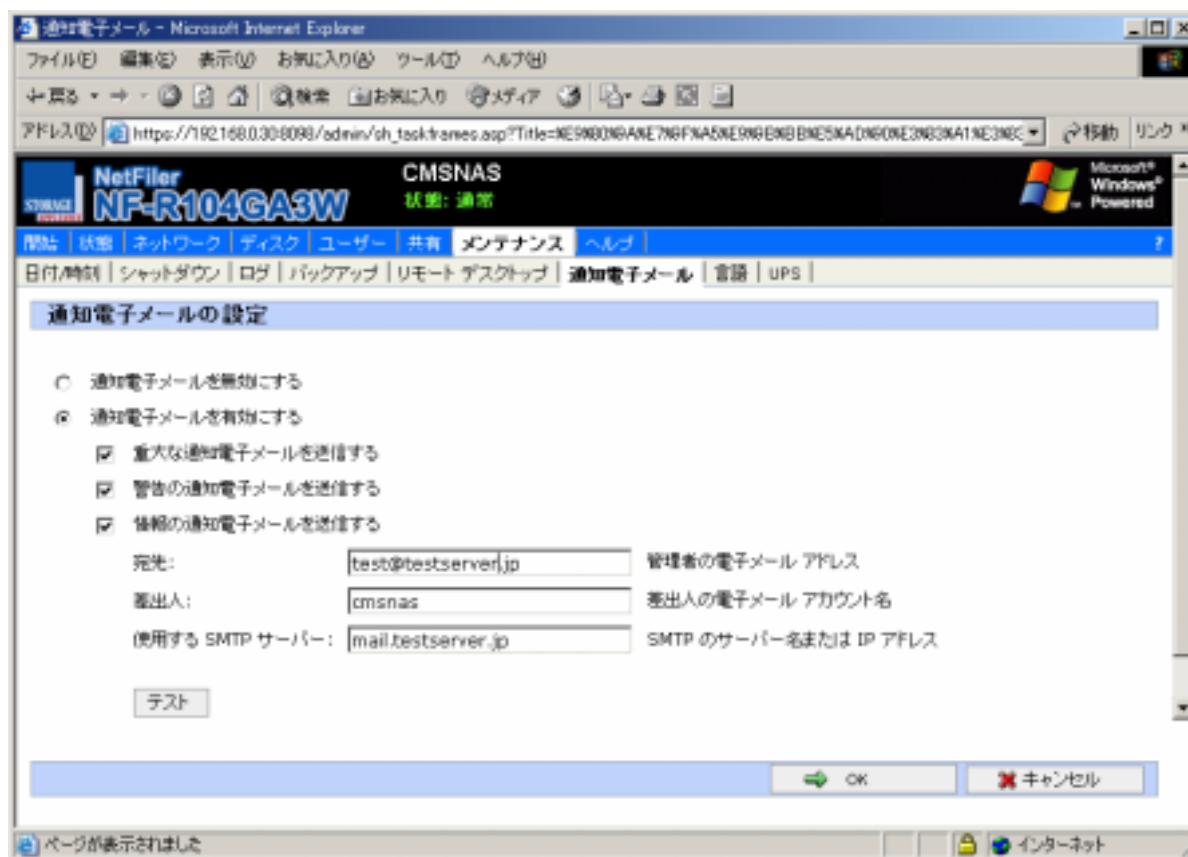 通知電子メール - Microsoft Internet Explorer
ファイル(F) 編集(E) 表示(V) お気に入り(A) ツール(T) ヘルプ(H)
戻る 検索 お気に入り メディア
アドレス(D) 移動 リンク »
NetFiler
NF-R104GA3W
CMSNAS
状態: 通常
Microsoft®
Windows®
Powered
開始 | 状態 | ネットワーク | ディスク | ユーザー | 共有 | メンテナンス | ヘルプ | ?
日付/時刻 | シャットダウン | ログ | バックアップ | リモート デスクトップ | 通知電子メール | 言語 | UPS |
通知電子メールの設定
通知電子メールを無効にする
通知電子メールを有効にする
重大な通知電子メールを送信する
警告の通知電子メールを送信する
情報の通知電子メールを送信する
宛先: test@testserver.jp 管理者の電子メール アドレス
差出人: cmsnas 差出人の電子メール アカウント名
使用する SMTP サーバー: mail.testserver.jp SMTP のサーバー名または IP アドレス
テスト
OK キャンセル
ページが表示されました インターネット